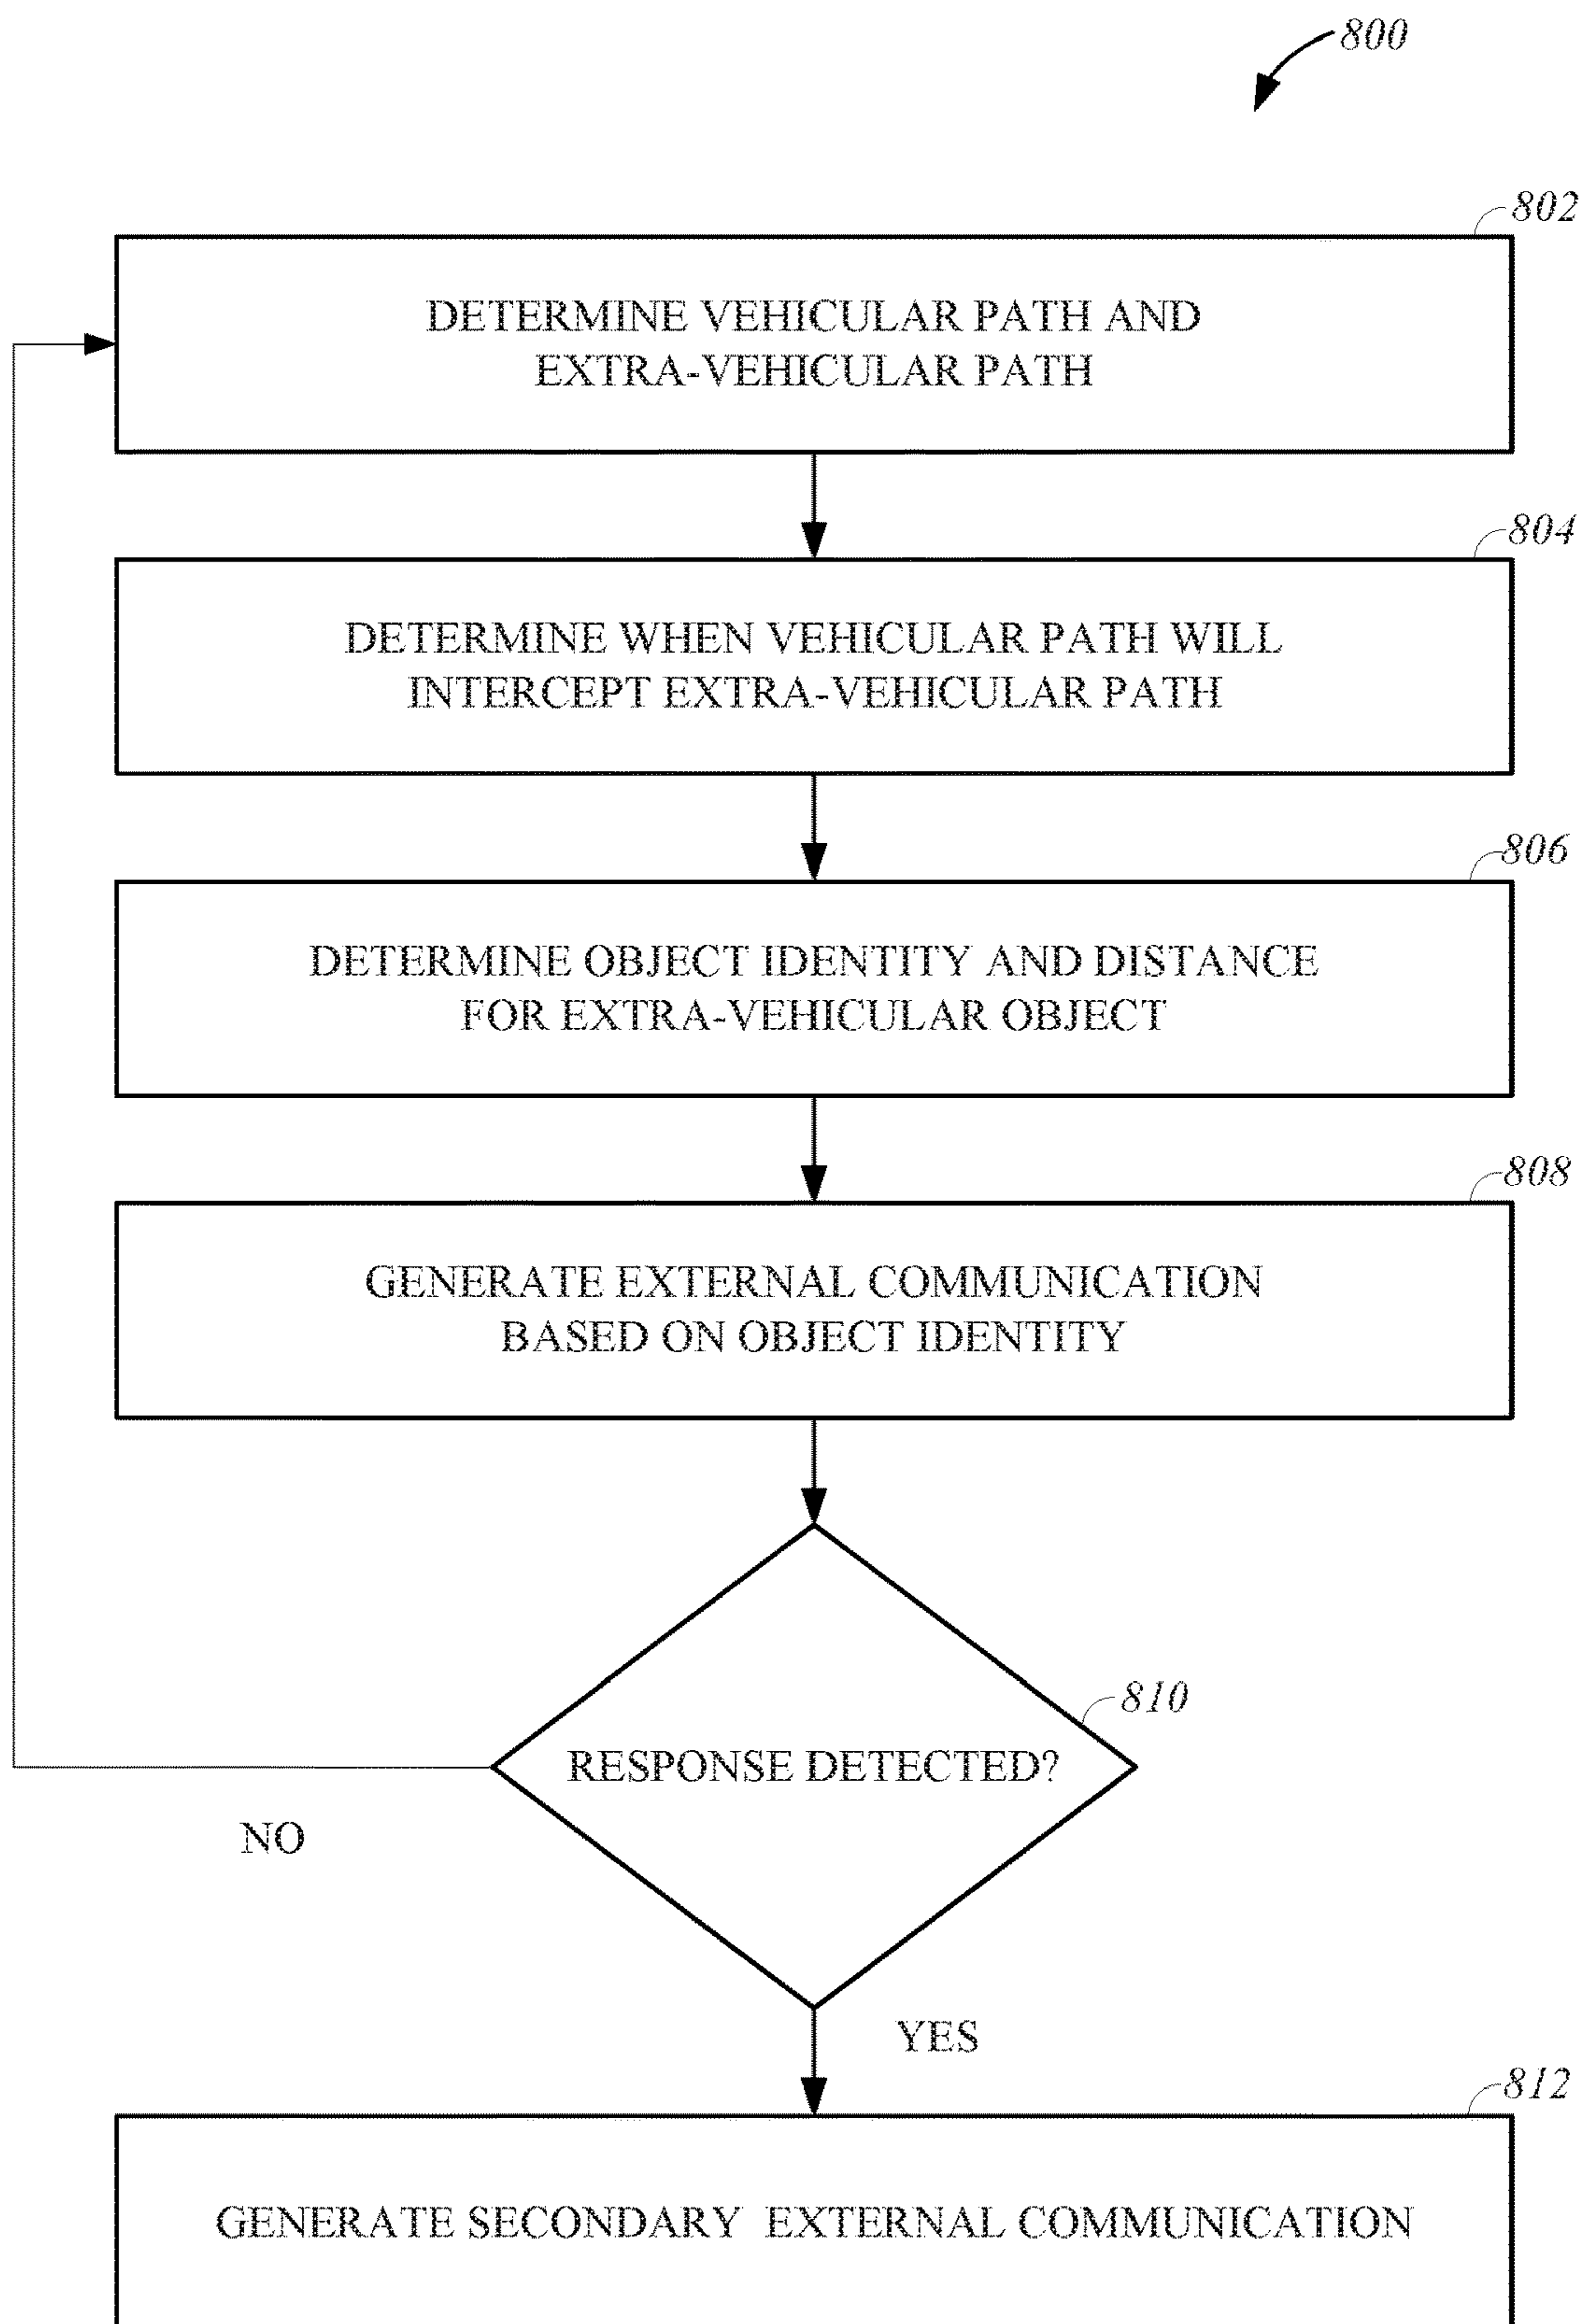 800
802
DETERMINE VEHICULAR PATH AND
EXTRA-VEHICULAR PATH
804
DETERMINE WHEN VEHICULAR PATH WILL
INTERCEPT EXTRA-VEHICULAR PATH
806
DETERMINE OBJECT IDENTITY AND DISTANCE
FOR EXTRA-VEHICULAR OBJECT
808
GENERATE EXTERNAL COMMUNICATION
BASED ON OBJECT IDENTITY
810
RESPONSE DETECTED?
NO
YES
812
GENERATE SECONDARY EXTERNAL COMMUNICATION